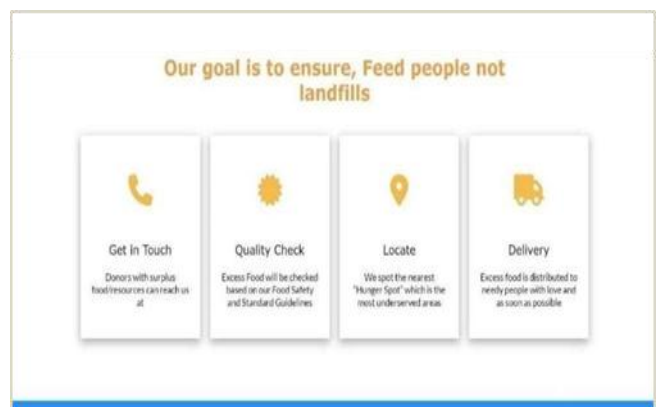 Our goal is to ensure, Feed people not
landfills
Get in Touch
Donors with surplus
food/resources can reach us
at
Quality Check
Excess Food will be checked
based on our Food Safety
and Standard Guidelines
Locate
We spot the nearest
"Hunger Spot" which is the
most underserved areas
Delivery
Excess food is distributed to
needy people with love and
as soon as possible